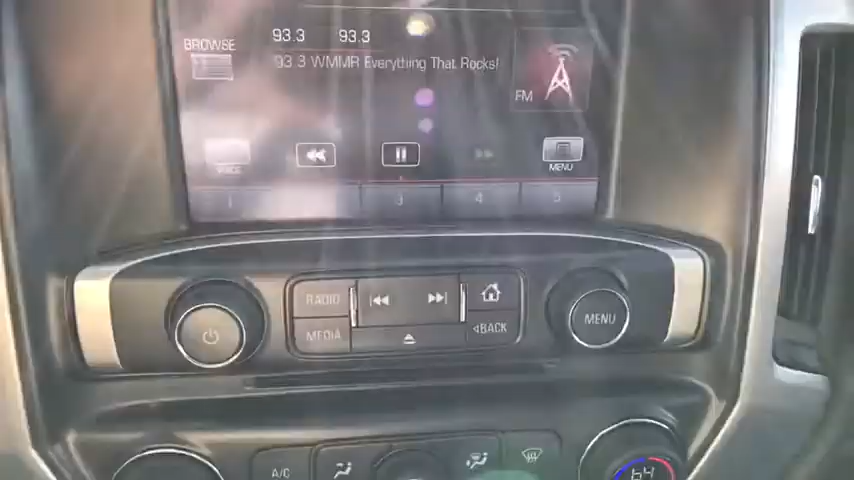 93.3 93.3
BROWSE
93.3 WMMR Everything That Rocks!
FM
MENU
1 3 4 5
RADIO
MEDIA
BACK
MENU
A/C
64